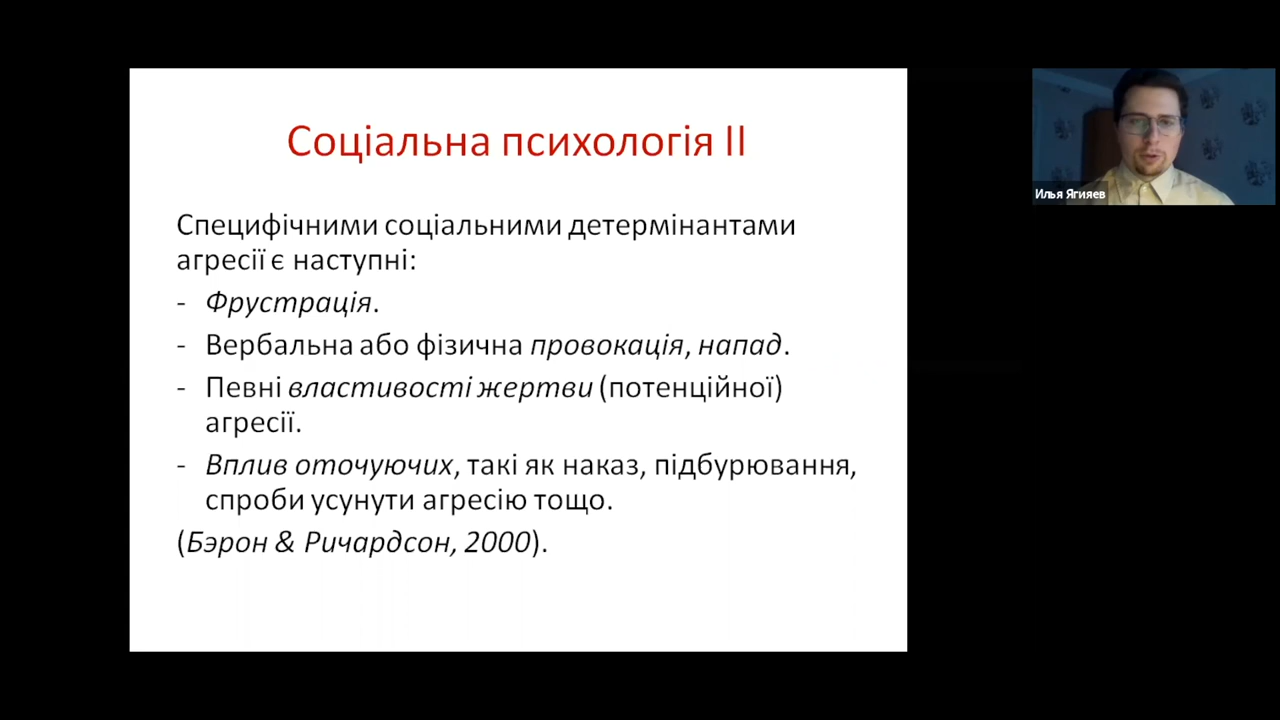 Соціальна психологія II
Специфічними соціальними детермінантами
агресії є наступні:
- Фрустрація.
- Вербальна або фізична провокація, напад.
- Певні властивості жертви (потенційної)
агресії.
- Вплив оточуючих, такі як наказ, підбурювання,
спроби усунути агресію тощо.
(Бэрон & Ричардсон, 2000).
Илья Ягияев